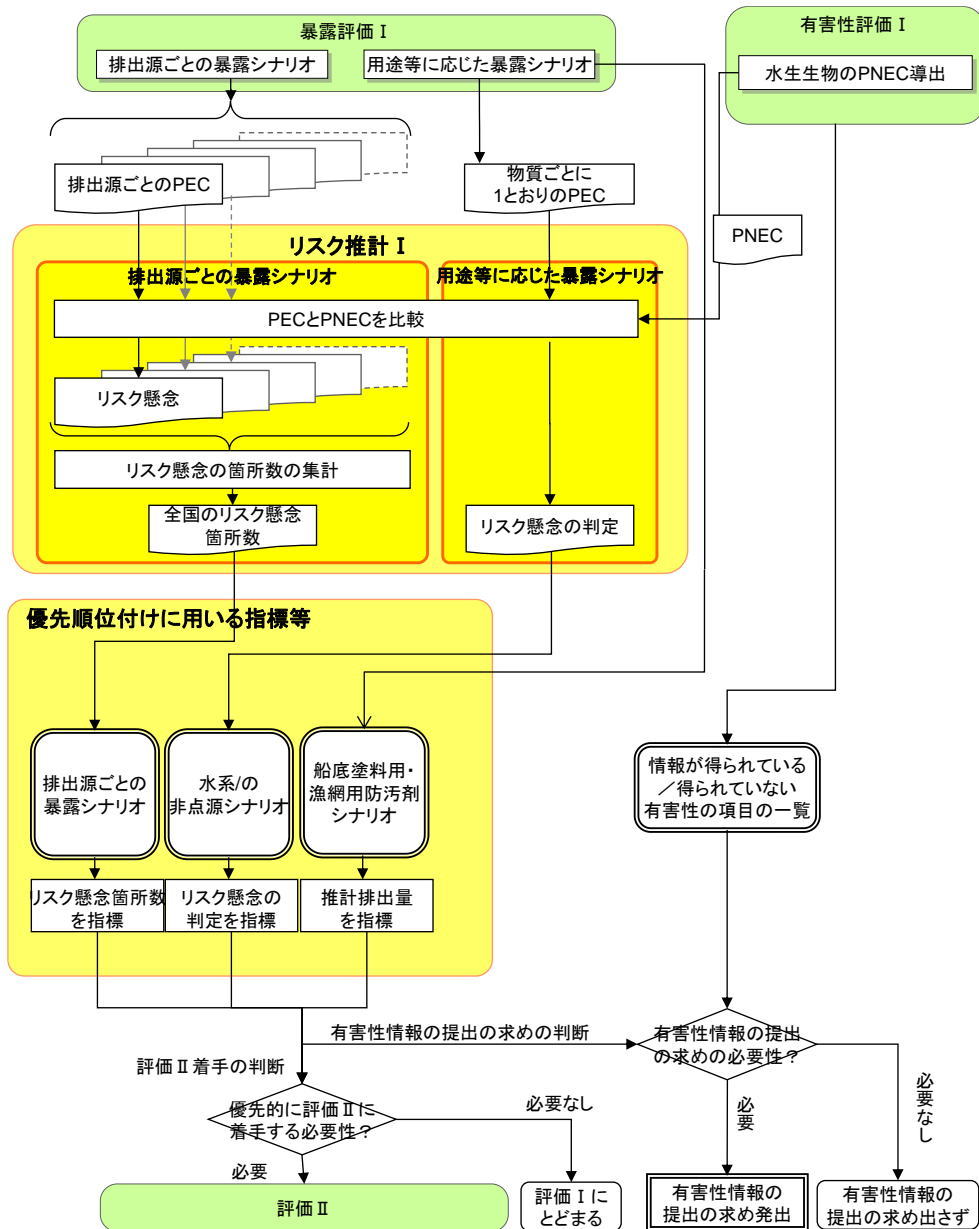 暴露評価Ⅰ
排出源ごとの暴露シナリオ
用途等に応じた暴露シナリオ
有害性評価Ⅰ
水生生物のPNEC導出
排出源ごとのPEC
物質ごとに
1とおりのPEC
PNEC
リスク推計Ⅰ
排出源ごとの暴露シナリオ
用途等に応じた暴露シナリオ
PECとPNECを比較
リスク懸念
リスク懸念の箇所数の集計
全国のリスク懸念
箇所数
リスク懸念の判定
優先順位付けに用いる指標等
排出源ごとの
暴露シナリオ
水系/の
非点源シナリオ
船底塗料用・
漁網用防汚剤
シナリオ
情報が得られている
／得られていない
有害性の項目の一覧
リスク懸念箇所数
を指標
リスク懸念の
判定を指標
推計排出量
を指標
有害性情報の提出の求めの判断
有害性情報の提出
の求めの必要性？
評価Ⅱ着手の判断
優先的に評価Ⅱに
着手する必要性？
必要なし
必要
必要なし
必要
評価Ⅱ
評価Ⅰに
とどまる
有害性情報の
提出の求め発出
有害性情報の
提出の求め出さず